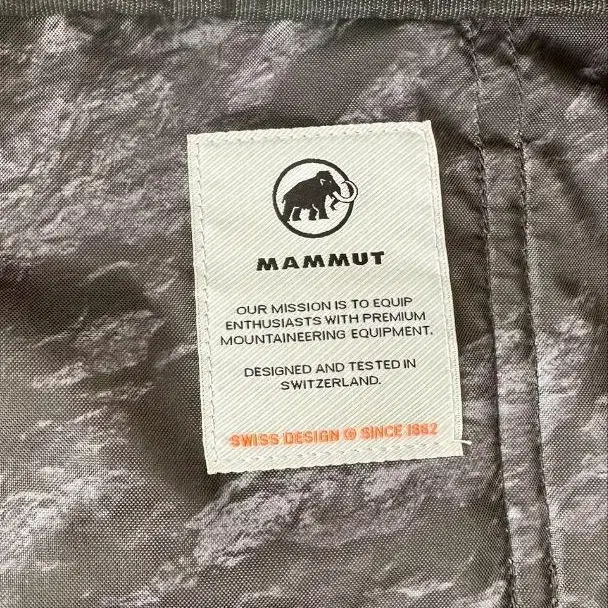 MAMMUT
OUR MISSION IS TO EQUIP
ENTHUSIASTS WITH PREMIUM
MOUNTAINEERING EQUIPMENT.
DESIGNED AND TESTED IN
SWITZERLAND.
SWISS DESIGN ⊕ SINCE 1862